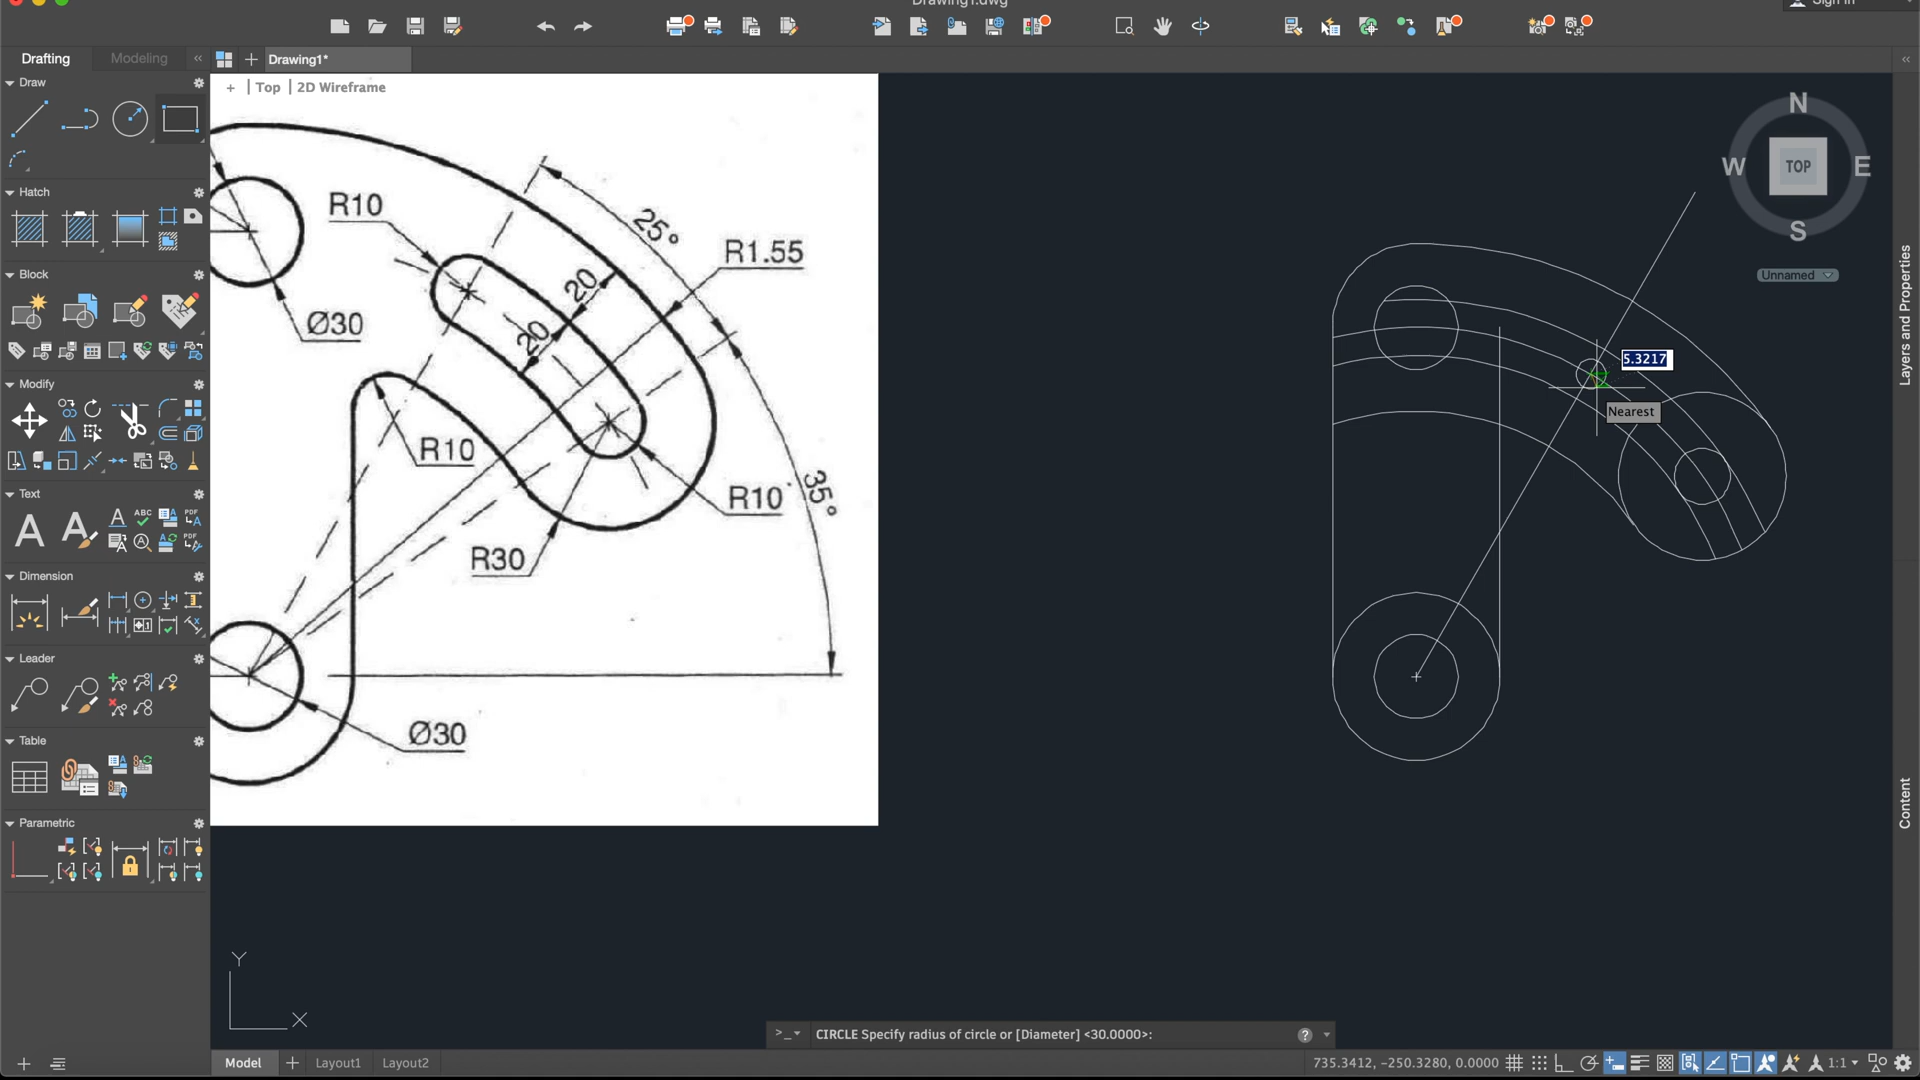 Drawing1.dwg
Sign In
Drafting
Modeling
Drawing1*
Draw
+ | Top | 2D Wireframe
N
W
TOP
E
S
Unnamed
Hatch
Block
Modify
Text
A
ABC
PDF
Dimension
Leader
Table
Parametric
R10
25°
R1.55
20
20
Ø30
R10
R10
35°
R30
Ø30
5.3217
Nearest
Layers and Properties
Content
Y
X
>_ CIRCLE Specify radius of circle or [Diameter] <30.0000>:
Model
Layout1
Layout2
735.3412, -250.3280, 0.0000
1:1